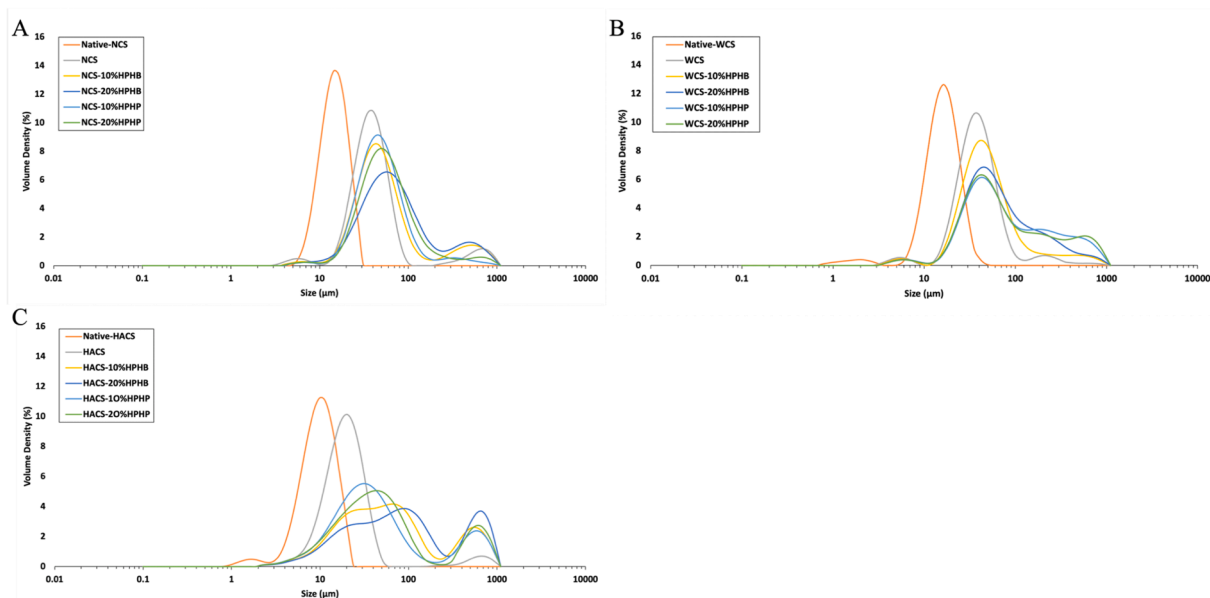 A
Native-NCS
NCS
NCS-10%HPHB
NCS-20%HPHB
NCS-10%HPHP
NCS-20%HPHP
Volume Density (%)
16
14
12
10
8
6
4
2
0
0.01 0.1 1 10 100 1000 10000
Size (µm)
B
Native-WCS
WCS
WCS-10%HPHB
WCS-20%HPHB
WCS-10%HPHP
WCS-20%HPHP
Volume Density (%)
16
14
12
10
8
6
4
2
0
0.01 0.1 1 10 100 1000 10000
Size (µm)
C
Native-HACS
HACS
HACS-10%HPHB
HACS-20%HPHB
HACS-1O%HPHP
HACS-2O%HPHP
Volume Density (%)
16
14
12
10
8
6
4
2
0
0.01 0.1 1 10 100 1000 10000
Size (µm)